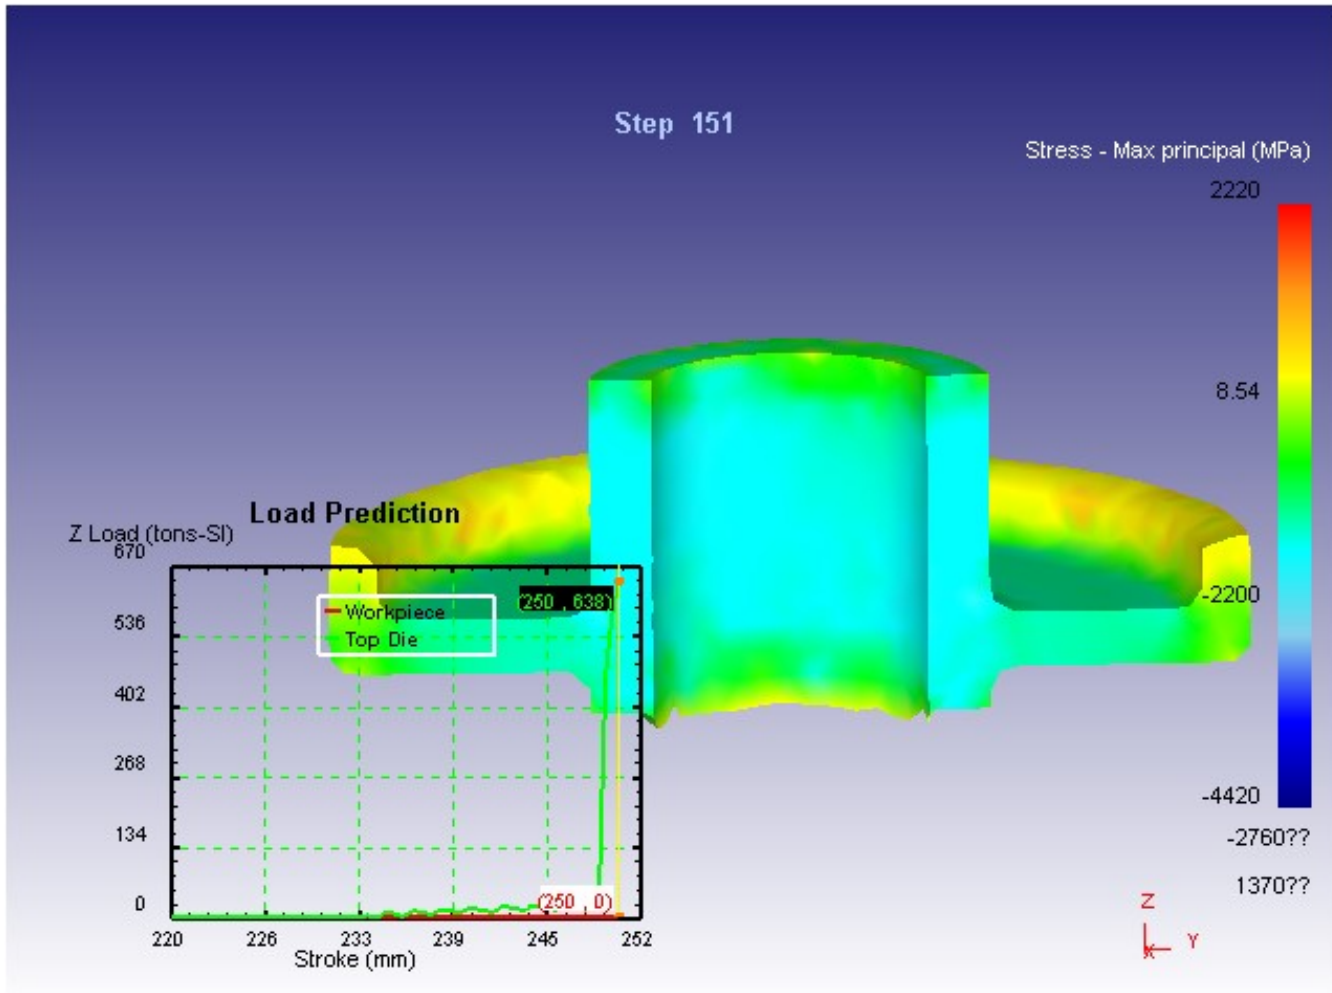 Step 151
Stress - Max principal (MPa)
2220
8.54
-2200
-4420
-2760??
1370??
Load Prediction
Z Load (tons-SI)
670
536
402
268
134
0
(250 , 638)
Workpiece
Top Die
(250 , 0)
220 226 233 239 245 252
Stroke (mm)
Z
Y
X